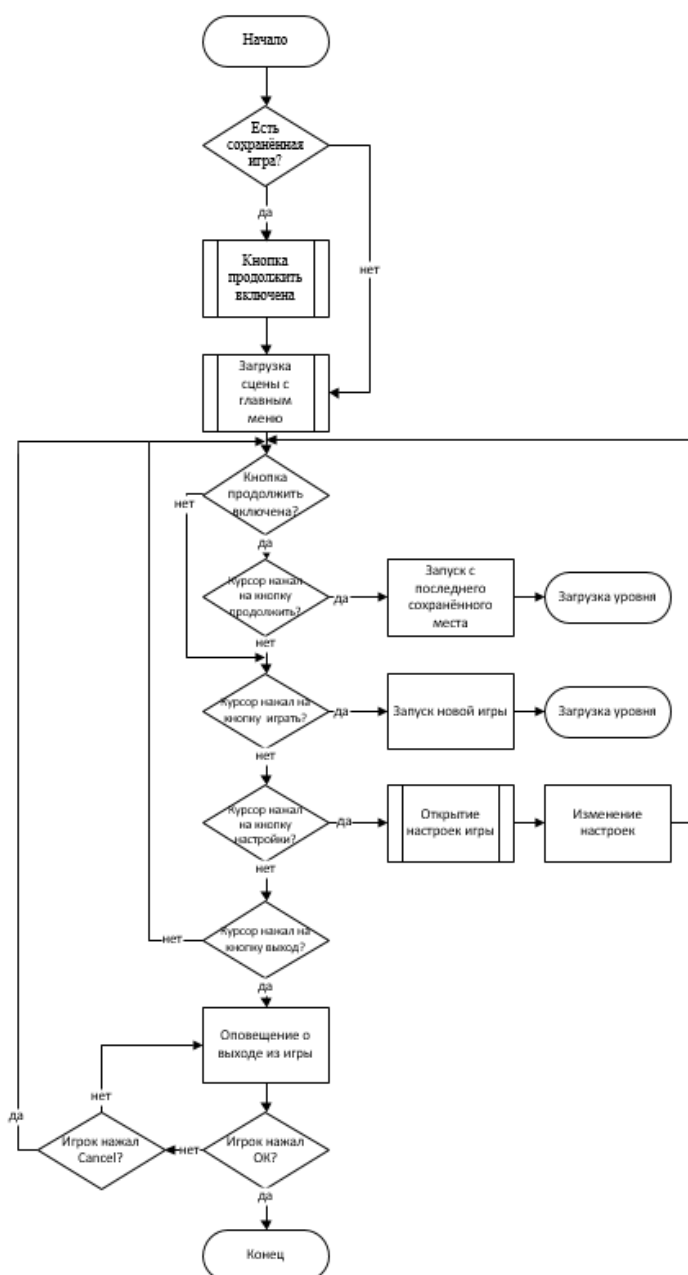 Начало
Есть
сохранённая
игра?
да
нет
Кнопка
продолжить
включена
Загрузка
сцены с
главным
меню
Кнопка
продолжить
включена?
нет
да
Курсор нажал
на кнопку
продолжить?
да
Запуск с
последнего
сохранённого
места
Загрузка уровня
нет
Курсор нажал на
кнопку играть?
да
Запуск новой игры
Загрузка уровня
нет
Курсор нажал
на кнопку
настройки?
да
Открытие
настроек игры
Изменение
настроек
нет
Курсор нажал на
кнопку выход?
нет
да
Оповещение о
выходе из игры
нет
да
Игрок нажал
Cancel?
нет
Игрок нажал
ОК?
да
Конец